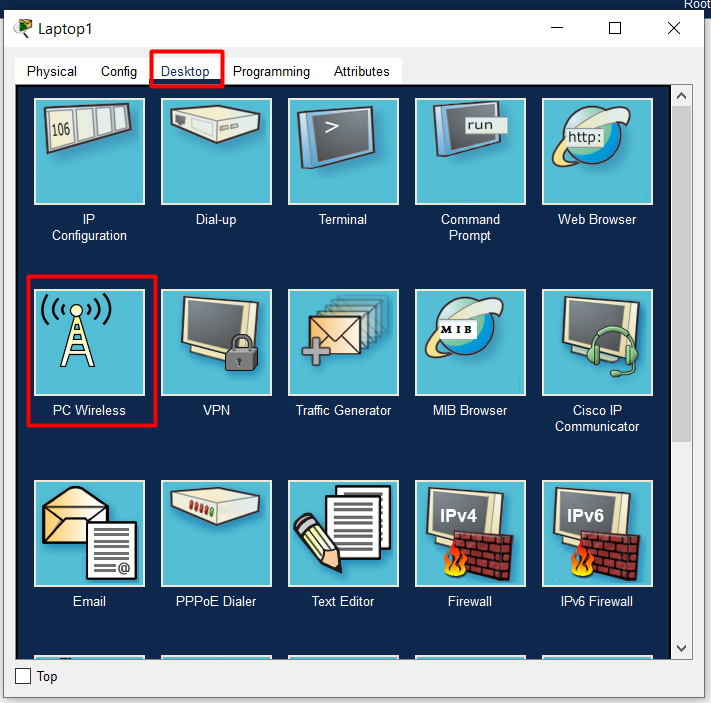 Root
Laptop1
Physical Config Desktop Programming Attributes
106
>
run
http:
IP
Configuration
Dial-up
Terminal
Command
Prompt
Web Browser
MIB
PC Wireless
VPN
Traffic Generator
MIB Browser
Cisco IP
Communicator
@
IPv4
IPv6
Email
PPPoE Dialer
Text Editor
Firewall
IPv6 Firewall
Top